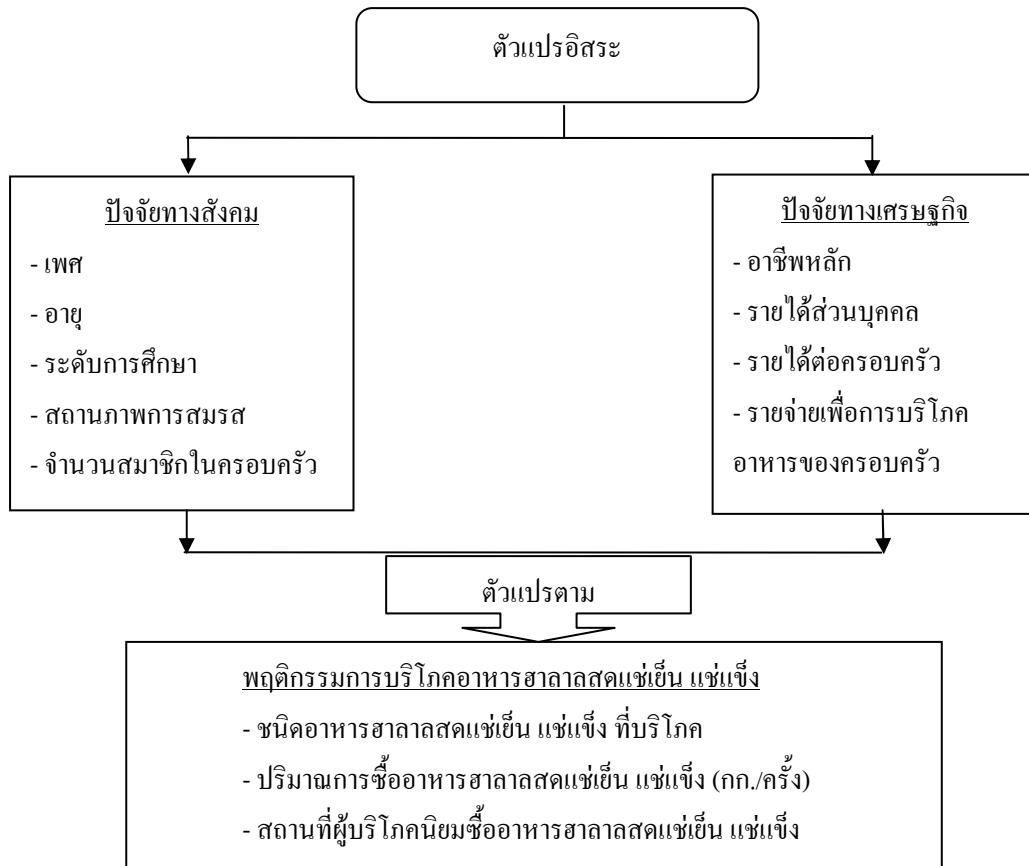 ตัวแปรอิสระ
ปัจจัยทางสังคม
- เพศ
- อายุ
- ระดับการศึกษา
- สถานภาพการสมรส
- จำนวนสมาชิกในครอบครัว
ปัจจัยทางเศรษฐกิจ
- อาชีพหลัก
- รายได้ส่วนบุคคล
- รายได้ต่อครอบครัว
- รายจ่ายเพื่อการบริโภค
อาหารของครอบครัว
ตัวแปรตาม
พฤติกรรมการบริโภคอาหารฮาลาลสดแช่เย็น แช่แข็ง
- ชนิดอาหารฮาลาลสดแช่เย็น แช่แข็ง ที่บริโภค
- ปริมาณการซื้ออาหารฮาลาลสดแช่เย็น แช่แข็ง (กก./ครั้ง)
- สถานที่ผู้บริโภคนิยมซื้ออาหารฮาลาลสดแช่เย็น แช่แข็ง